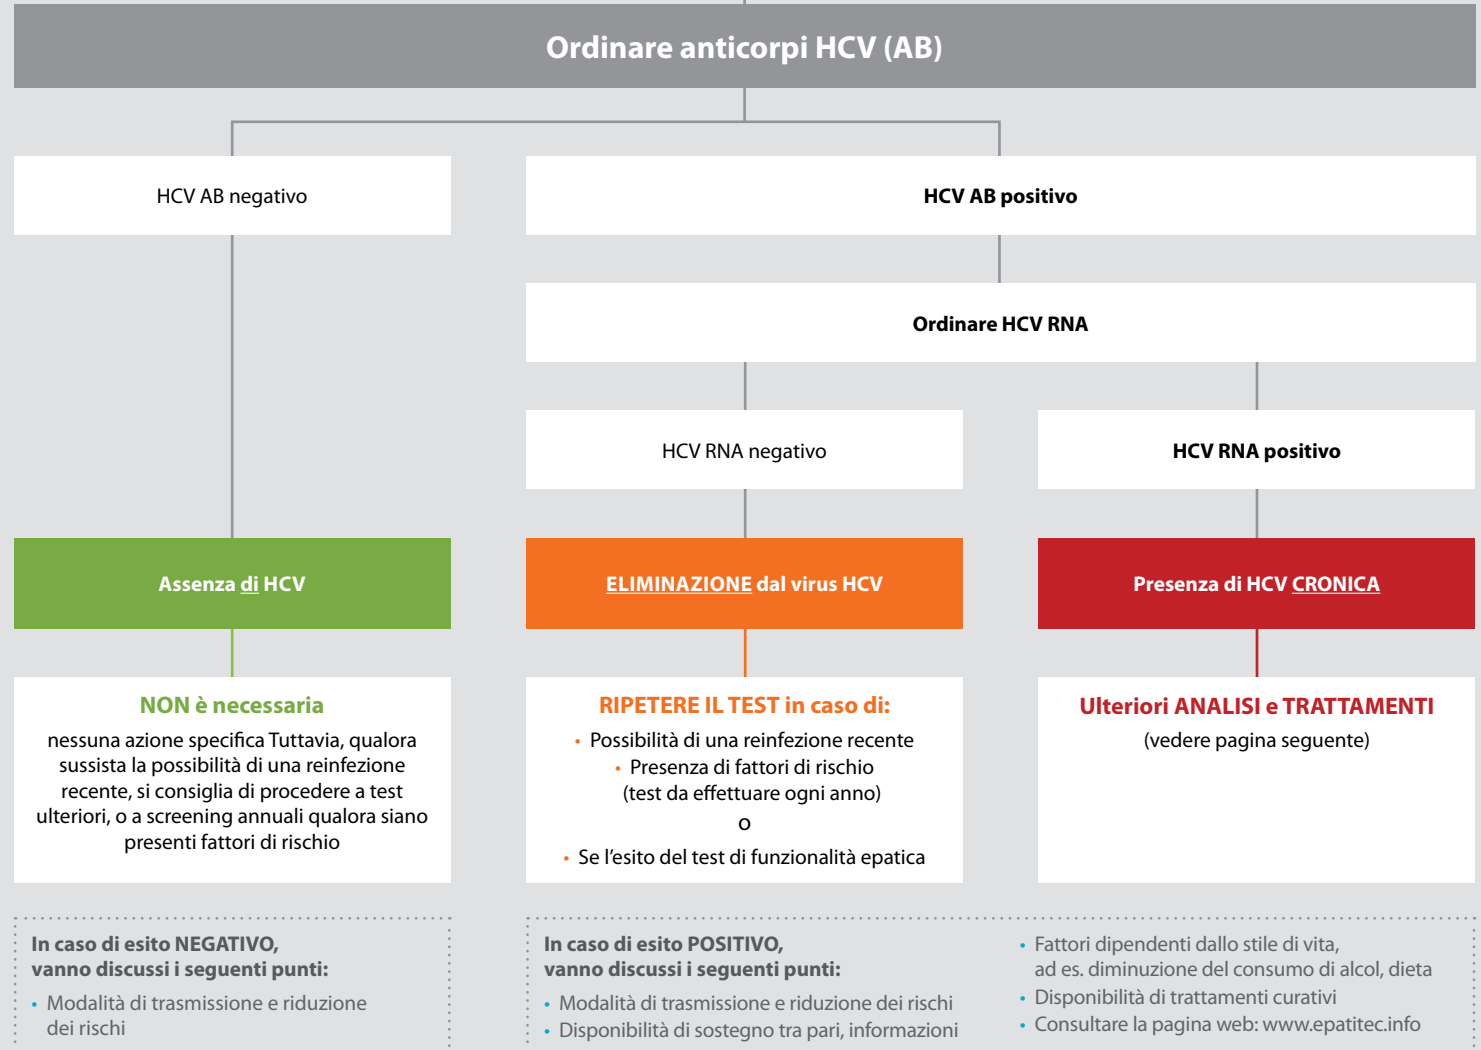 Ordinare anticorpi HCV (AB)
HCV AB negativo
HCV AB positivo
Ordinare HCV RNA
HCV RNA negativo
HCV RNA positivo
Assenza di HCV
ELIMINAZIONE dal virus HCV
Presenza di HCV CRONICA
NON è necessaria
nessuna azione specifica Tuttavia, qualora
sussista la possibilità di una reinfezione
recente, si consiglia di procedere a test
ulteriori, o a screening annuali qualora siano
presenti fattori di rischio
RIPETERE IL TEST in caso di:
• Possibilità di una reinfezione recente
• Presenza di fattori di rischio
(test da effettuare ogni anno)
o
• Se l'esito del test di funzionalità epatica
Ulteriori ANALISI e TRATTAMENTI
(vedere pagina seguente)
In caso di esito NEGATIVO,
vanno discussi i seguenti punti:
• Modalità di trasmissione e riduzione
dei rischi
In caso di esito POSITIVO,
vanno discussi i seguenti punti:
• Modalità di trasmissione e riduzione dei rischi
• Disponibilità di sostegno tra pari, informazioni
• Fattori dipendenti dallo stile di vita,
ad es. diminuzione del consumo di alcol, dieta
• Disponibilità di trattamenti curativi
• Consultare la pagina web: www.epatitec.info